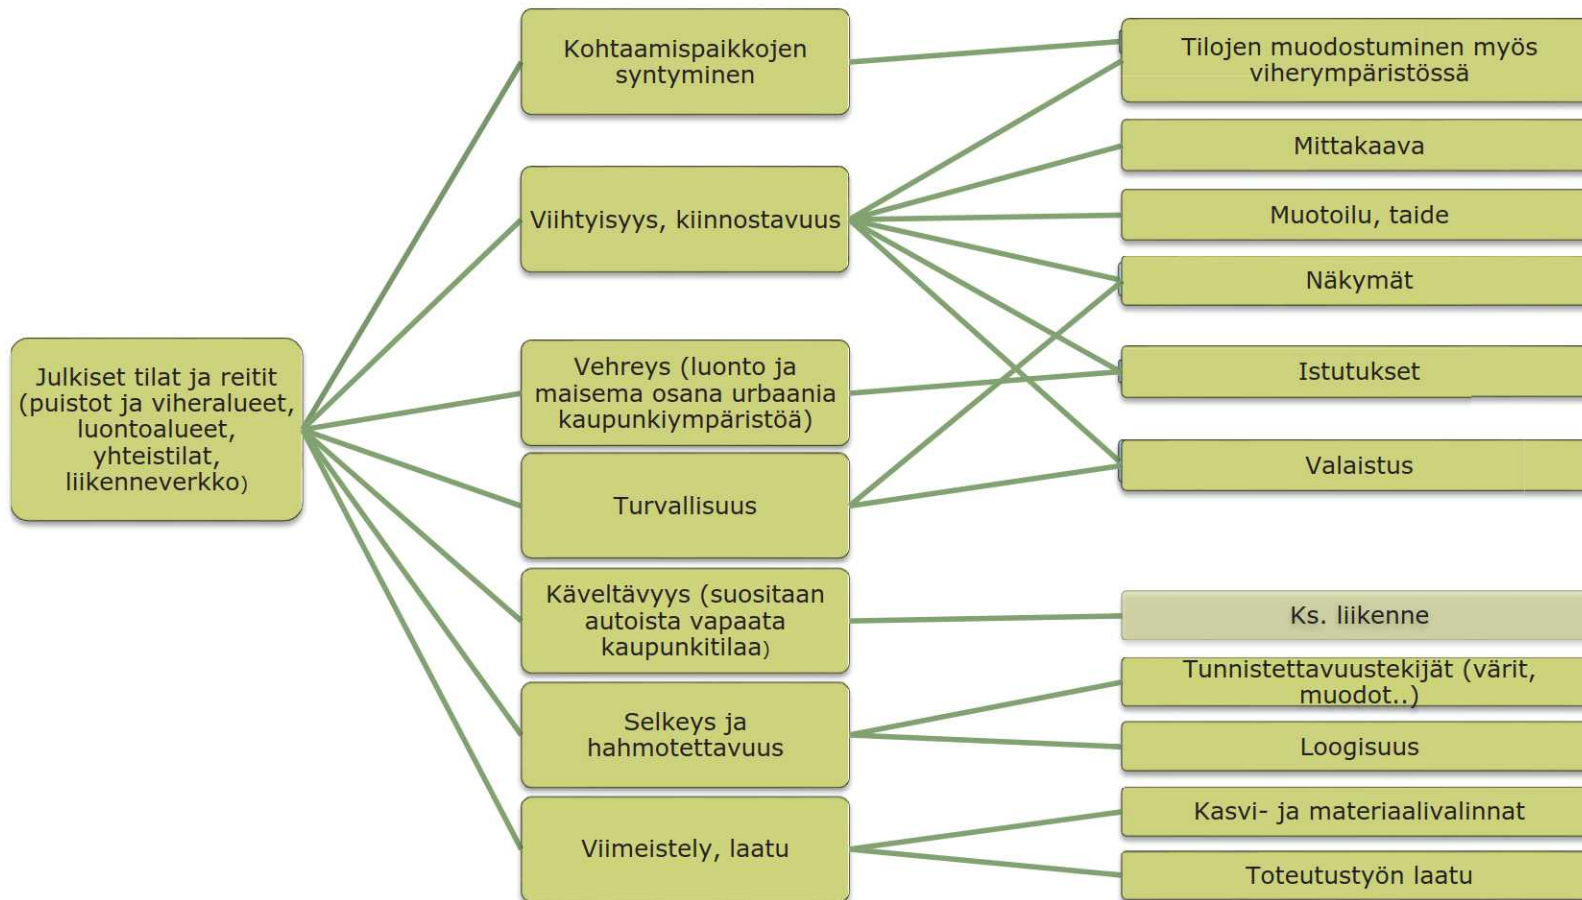 Julkiset tilat ja reitit
(puistot ja viheralueet,
luontoalueet,
yhteistilat,
liikenneverkko)
Kohtaamispaikkojen
syntyminen
Viihtyisyys, kiinnostavuus
Vehreys (luonto ja
maisema osana urbaania
kaupunkiympäristöä)
Turvallisuus
Käveltävyys (suositaan
autoista vapaata
kaupunkitilaa)
Selkeys ja
hahmotettavuus
Viimeistely, laatu
Tilojen muodostuminen myös
viherympäristössä
Mittakaava
Muotoilu, taide
Näkymät
Istutukset
Valaistus
Ks. liikenne
Tunnistettavuustekijät (värit,
muodot..)
Loogisuus
Kasvi- ja materiaalivalinnat
Toteutustyön laatu